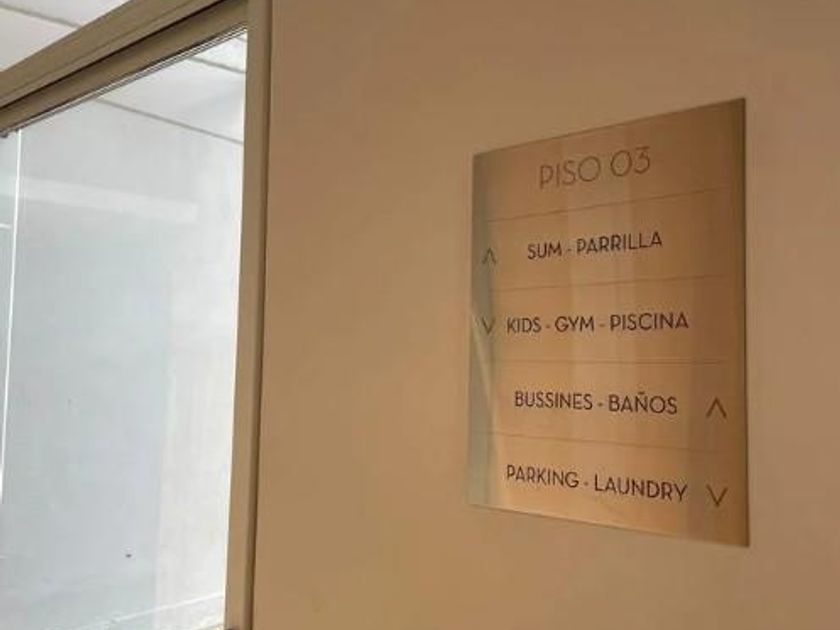 PISO 03
SUM - PARRILLA
KIDS - GYM - PISCINA
BUSSINES - BAÑOS
PARKING - LAUNDRY